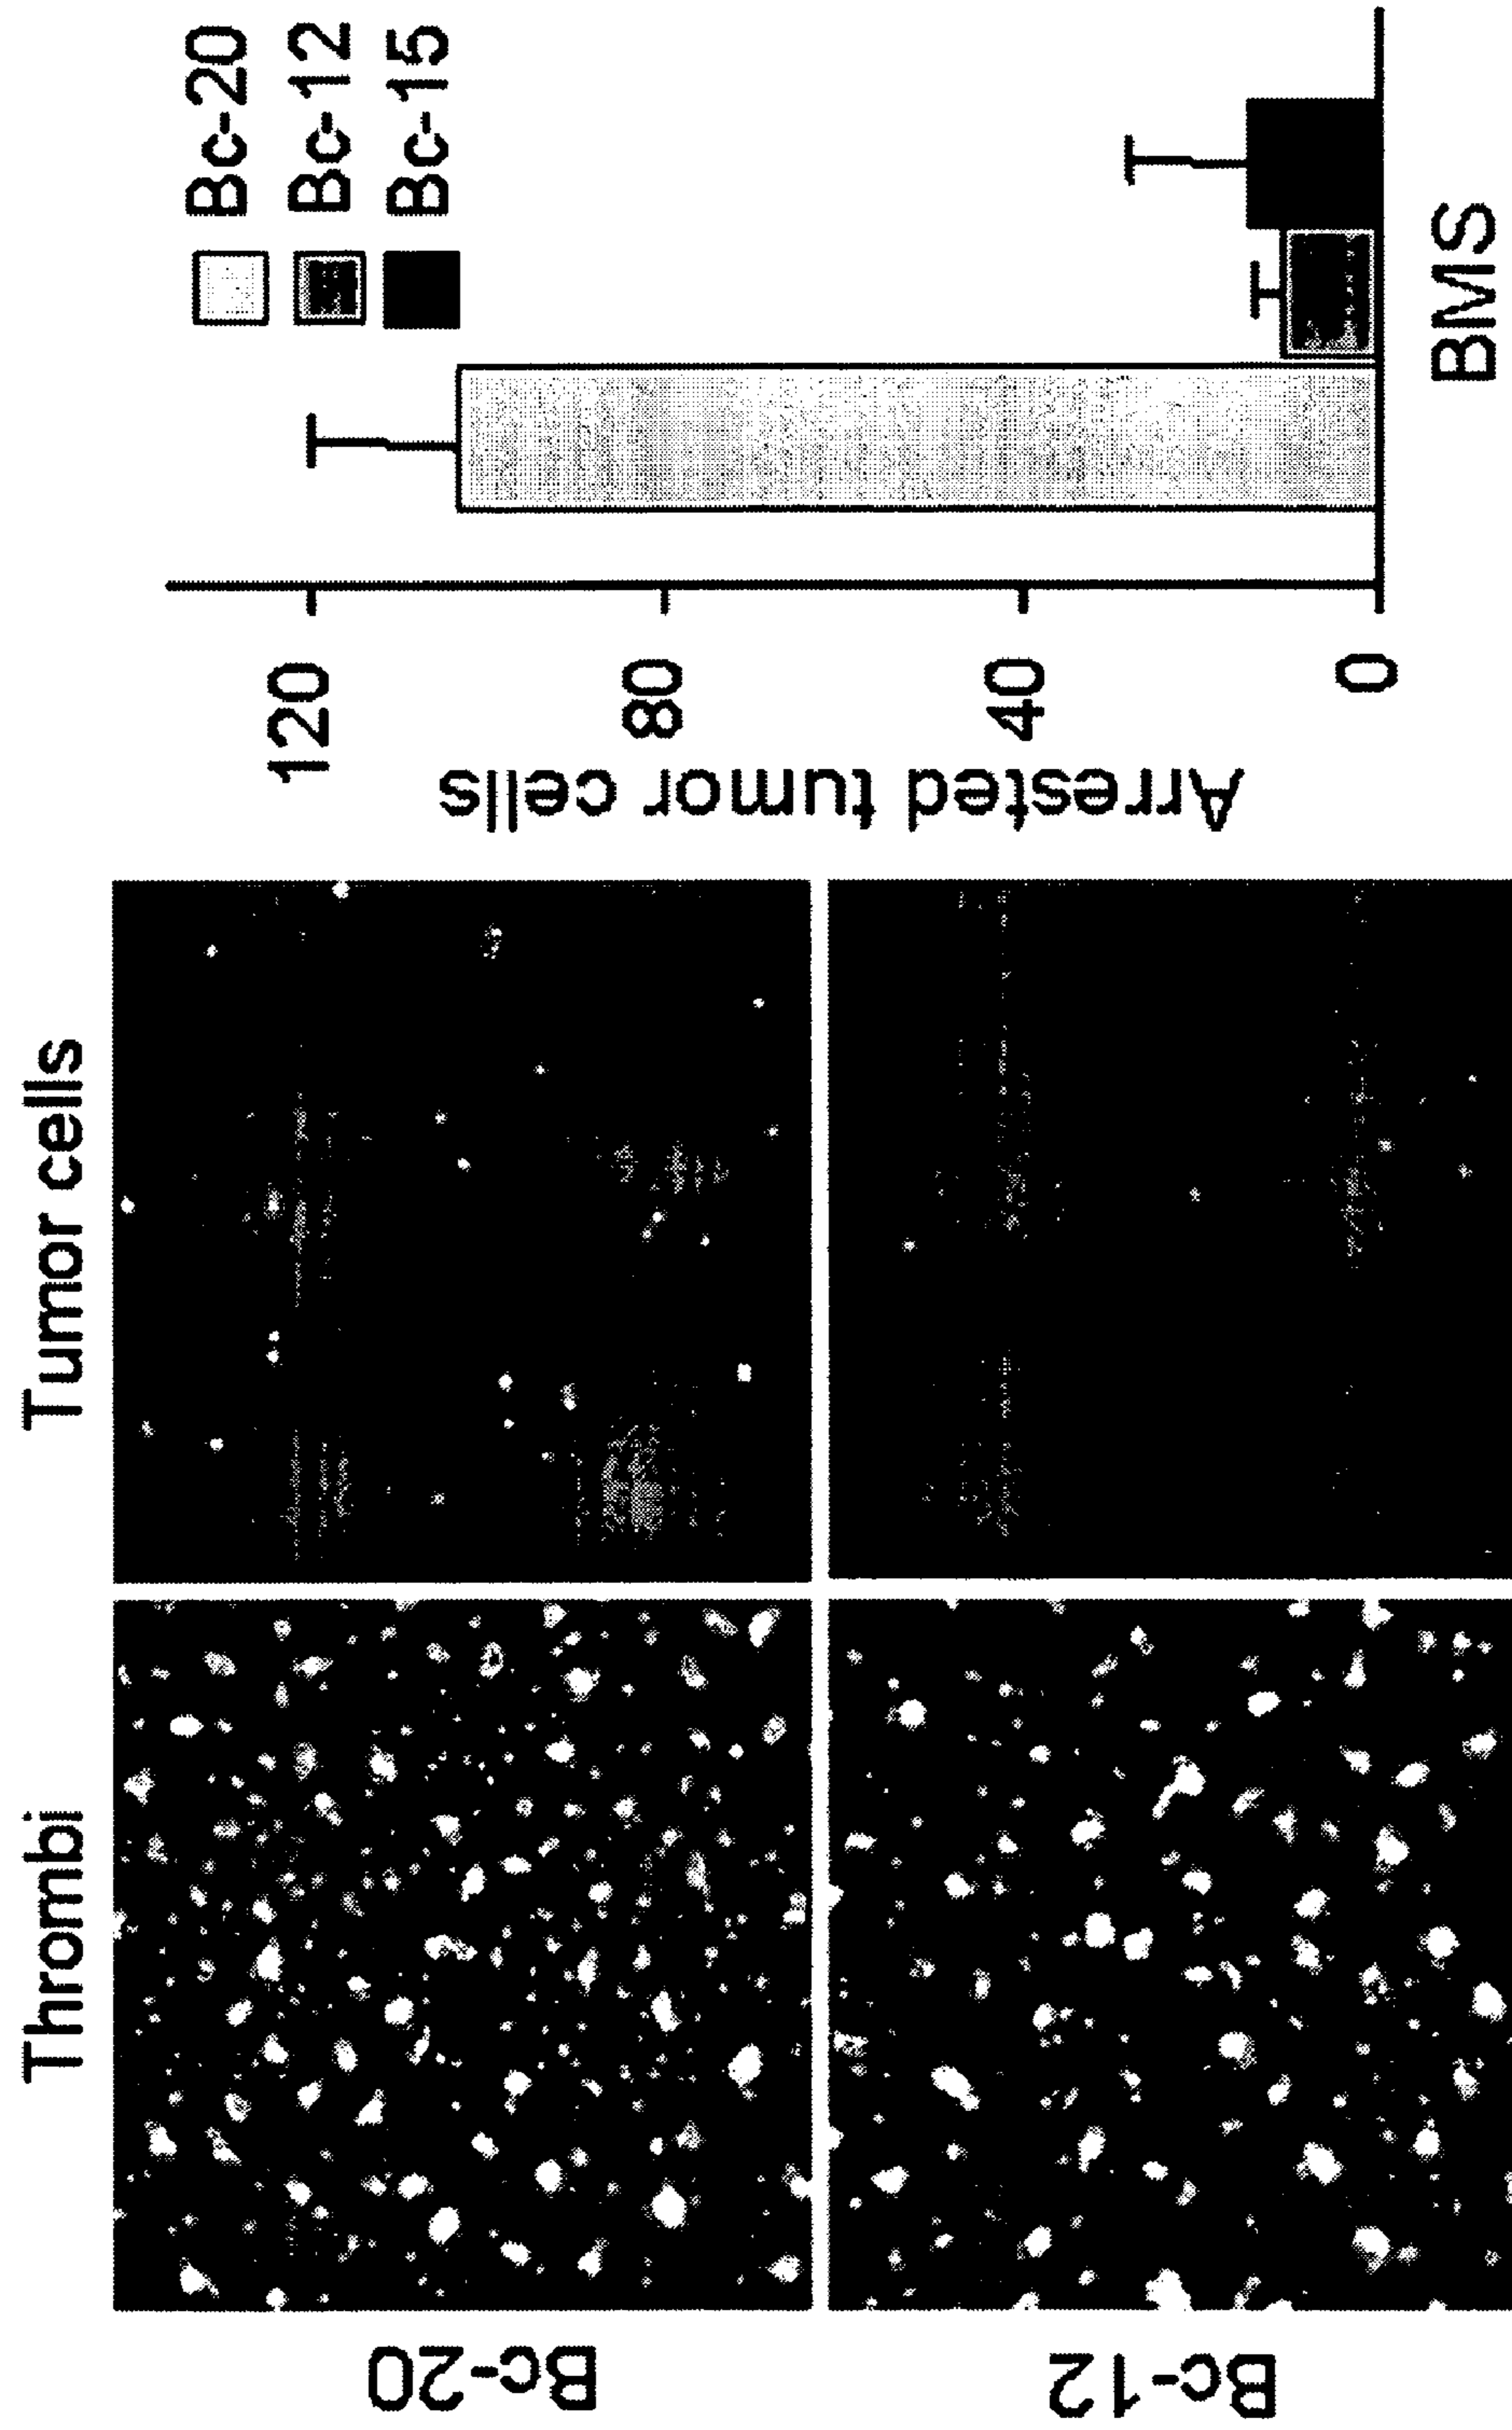 Thrombi
Tumor cells
Bc-20
Bc-12
Arrested tumor cells
120
80
40
0
Bc-20
Bc-12
Bc-15
BMS